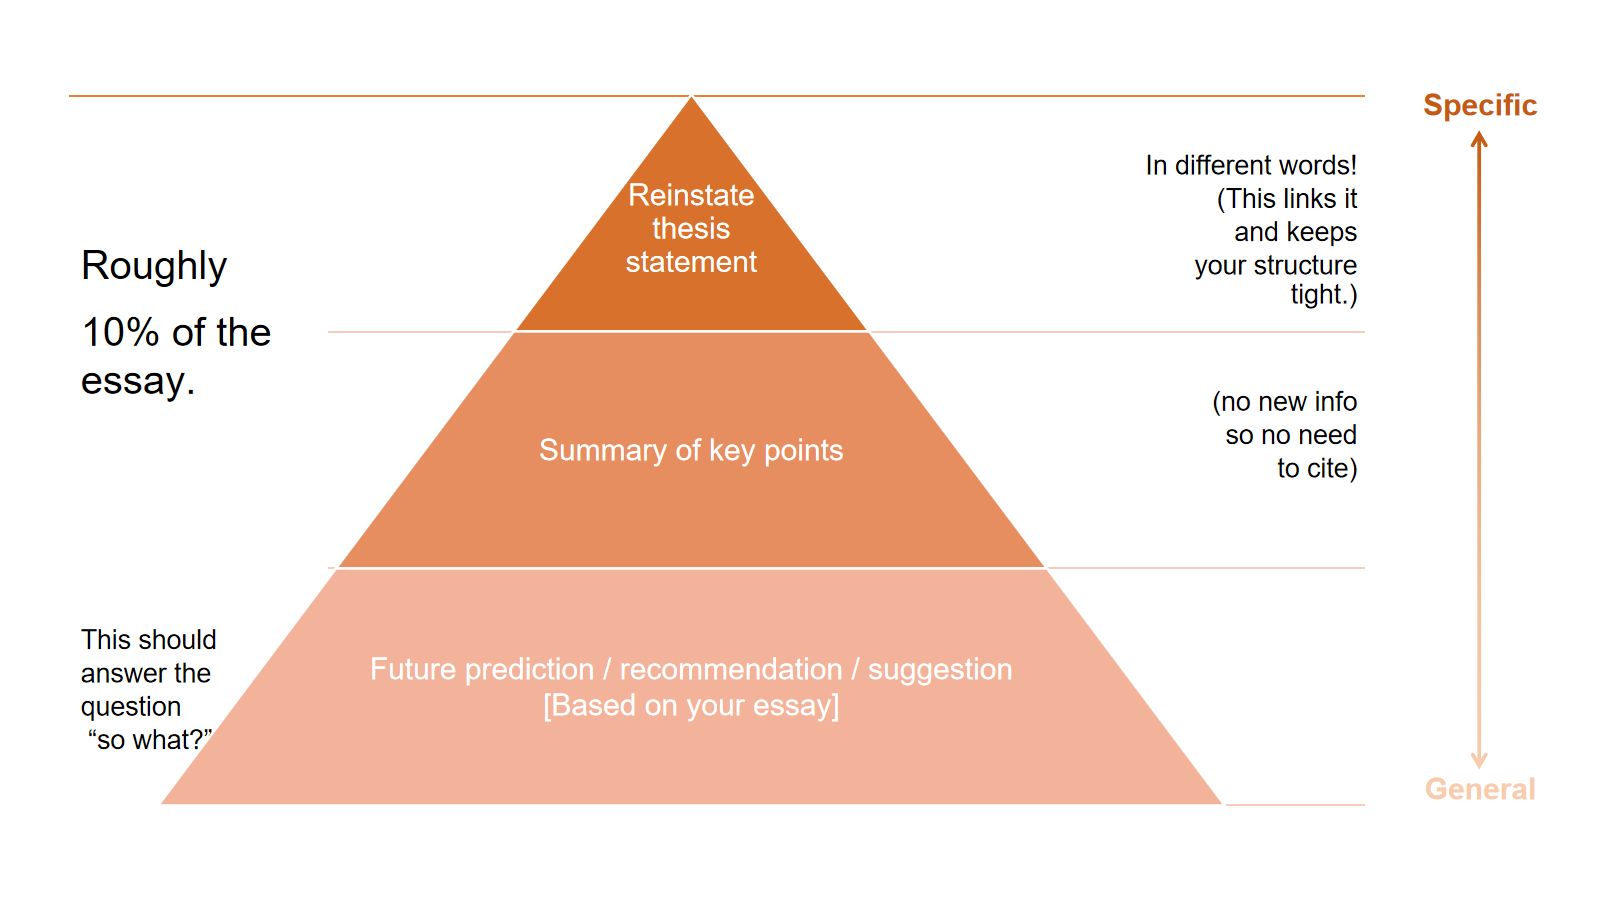 Specific
Reinstate
thesis
statement
In different words!
(This links it
and keeps
your structure
tight.)
Roughly
10% of the
essay.
Summary of key points
(no new info
so no need
to cite)
This should
answer the
question
“so what?”
Future prediction / recommendation / suggestion
[Based on your essay]
General